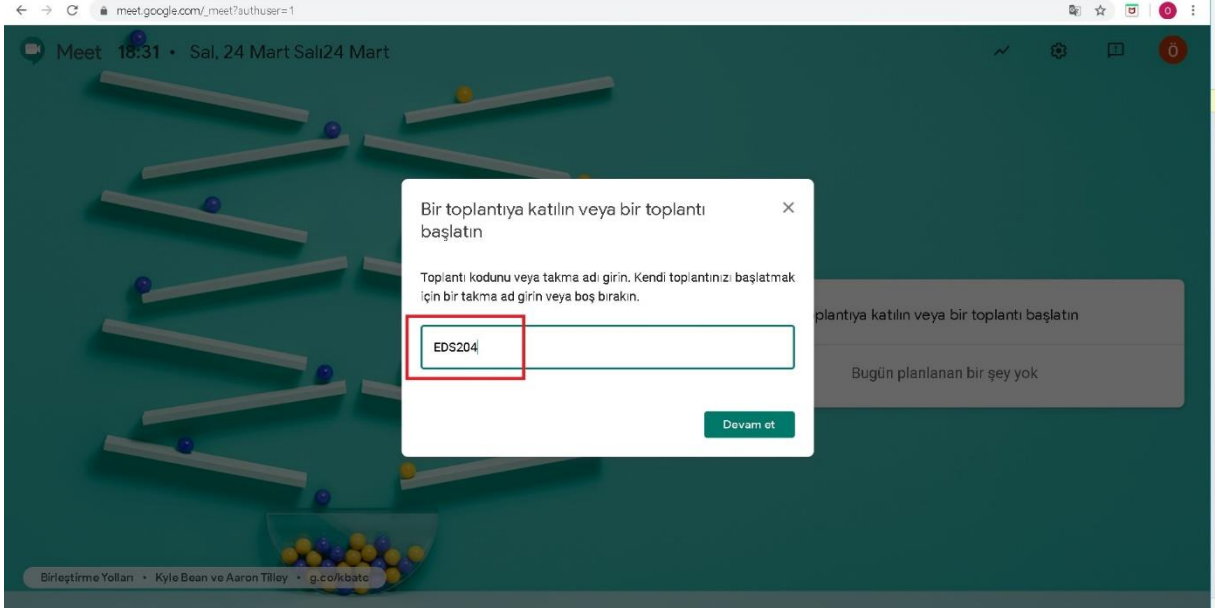 meet.google.com/_meet?authuser=1
Meet 18:31 • Sal, 24 Mart Salı24 Mart
Ö
Bir toplantıya katılın veya bir toplantı
başlatın
Toplantı kodunu veya takma adı girin. Kendi toplantınızı başlatmak
için bir takma ad girin veya boş bırakın.
EDS204
Devam et
plantıya katılın veya bir toplantı başlatın
Bugün planlanan bir şey yok
Birleştirme Yolları • Kyle Bean ve Aaron Tilley • g.co/kbatc